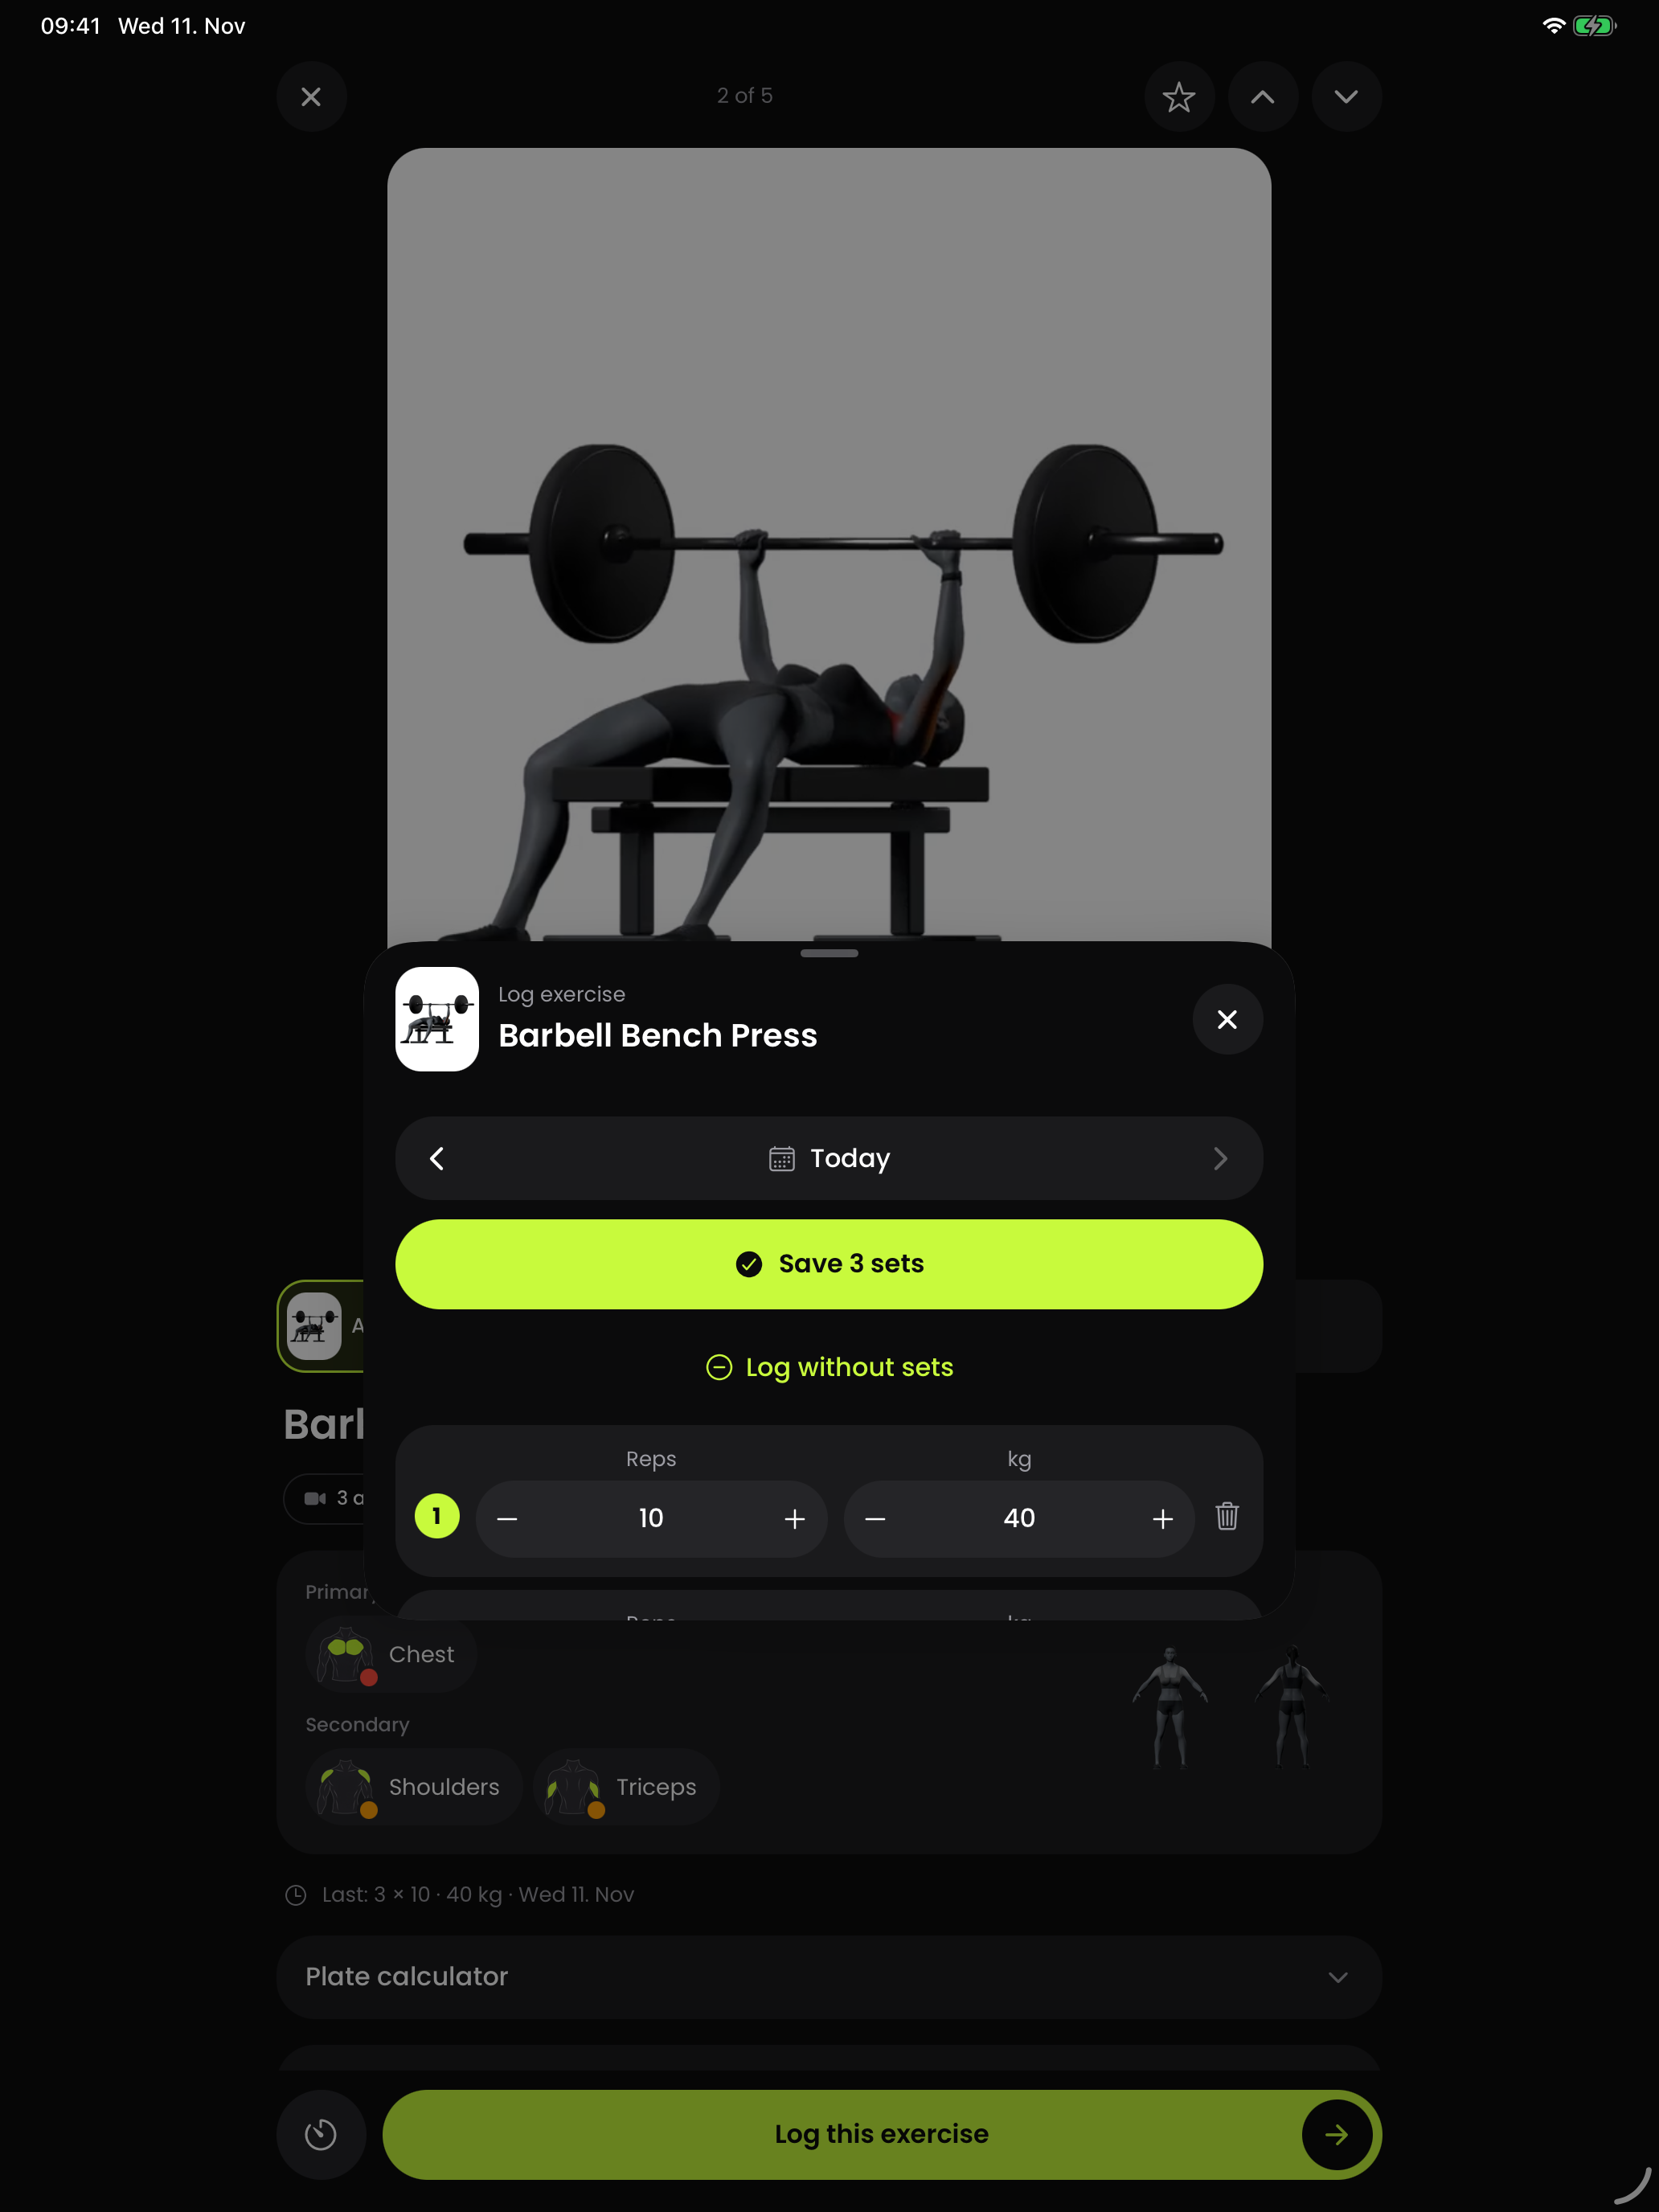 09:41 Wed 11. Nov
2 of 5
Log exercise
Barbell Bench Press
Today
Save 3 sets
Log without sets
Reps kg
1 10 40
Chest
Secondary
Shoulders Triceps
Last: 3 × 10 · 40 kg · Wed 11. Nov
Plate calculator
Log this exercise